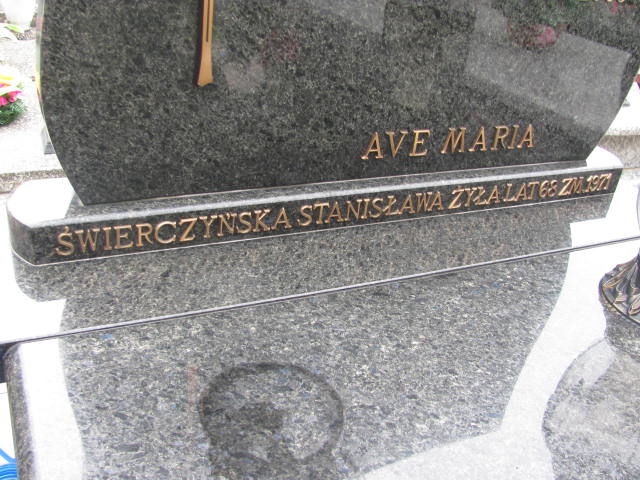 AVE MARIA
ŚWIERCZYŃSKA STANISŁAWA ŻYŁA LAT 68 ZM. 1971